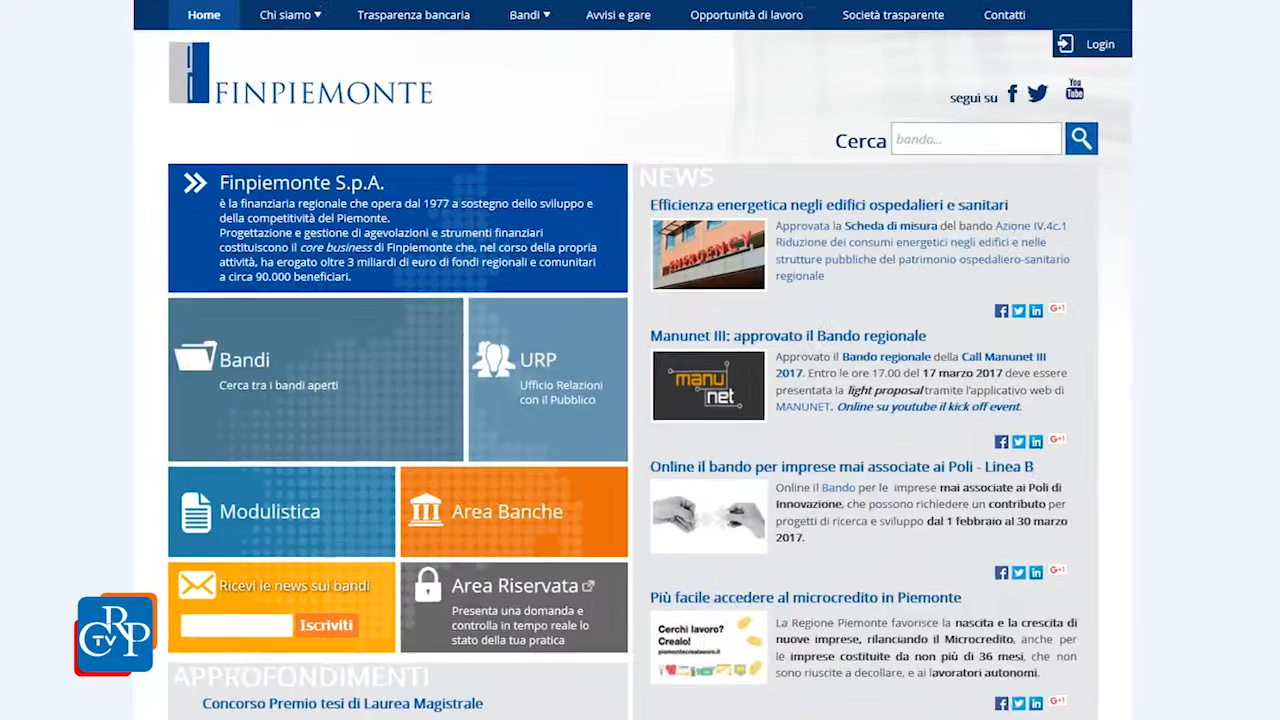 Home Chi siamo Trasparenza bancaria Bandi Avvisi e gare Opportunità di lavoro Società trasparente Contatti
Login
FINPIEMONTE
segui su
You
Tube
Cerca bando...
Finpiemonte S.p.A.
è la finanziaria regionale che opera dal 1977 a sostegno dello sviluppo e
della competitività del Piemonte.
Progettazione e gestione di agevolazioni e strumenti finanziari
costituiscono il core business di Finpiemonte che, nel corso della propria
attività, ha erogato oltre 3 miliardi di euro di fondi regionali e comunitari
a circa 90.000 beneficiari.
Bandi
Cerca tra i bandi aperti
URP
Ufficio Relazioni
con il Pubblico
Modulistica
Area Banche
Ricevi le news sui bandi
Iscriviti
Area Riservata
Presenta una domanda e
controlla in tempo reale lo
stato della tua pratica
APPROFONDIMENTI
Concorso Premio tesi di Laurea Magistrale
NEWS
Efficienza energetica negli edifici ospedalieri e sanitari
EMERGENCY
Approvata la Scheda di misura del bando Azione IV.4c.1
Riduzione dei consumi energetici negli edifici e nelle
strutture pubbliche del patrimonio ospedaliero-sanitario
regionale
G+1
Manunet III: approvato il Bando regionale
manu
net
Approvato il Bando regionale della Call Manunet III
2017. Entro le ore 17.00 del 17 marzo 2017 deve essere
presentata la light proposal tramite l'applicativo web di
MANUNET. Online su youtube il kick off event.
G+1
Online il bando per imprese mai associate ai Poli - Linea B
Online il Bando per le imprese mai associate ai Poli di
Innovazione, che possono richiedere un contributo per
progetti di ricerca e sviluppo dal 1 febbraio al 30 marzo
2017.
G+1
Più facile accedere al microcredito in Piemonte
Cerchi lavoro?
Crealo!
piemontecrealavoro.it
La Regione Piemonte favorisce la nascita e la crescita di
nuove imprese, rilanciando il Microcredito, anche per
le imprese costituite da non più di 36 mesi, che non
sono riuscite a decollare, e ai lavoratori autonomi.
G+1
CRP
TV